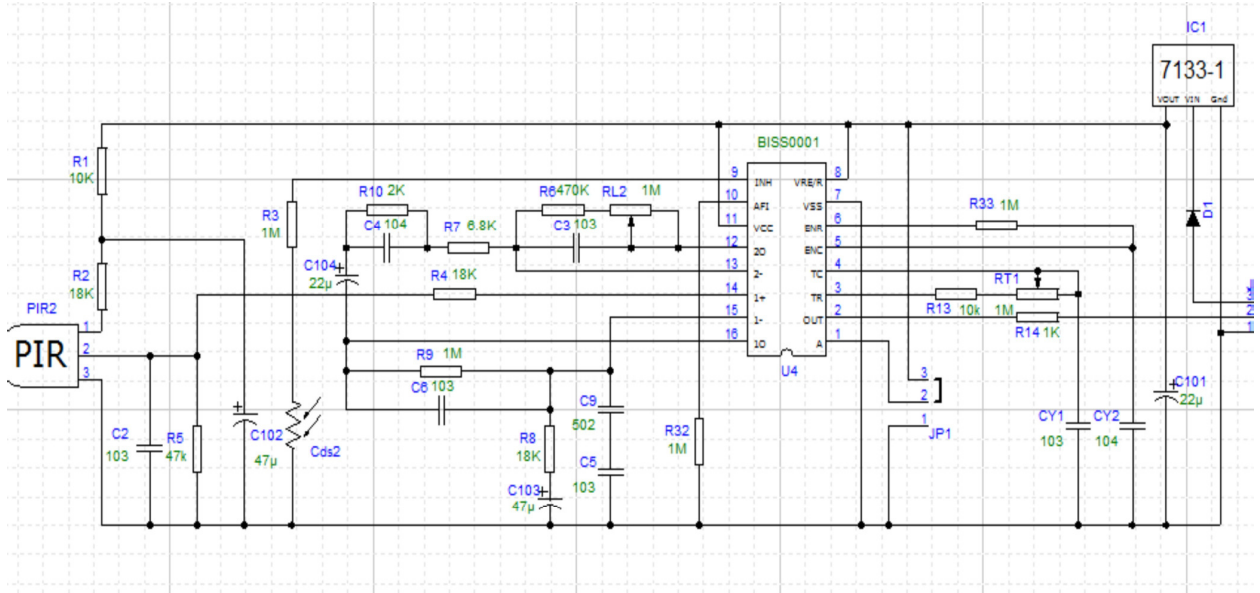 IC1
7133-1
VOUT VIN Gnd
BISS0001
R1
10K
9 INH VRE/R 8
10 AFI VSS 7
11 VCC ENR 6
12 2O ENC 5
13 2- TC 4
14 1+ TR 3
15 1- OUT 2
16 1O A 1
U4
R10 2K
C4 104
R7 6.8K
R6 470K
RL2 1M
C3 103
R3
1M
R33 1M
D1
C104
22µ
+
R4 18K
R2
18K
RT1
1M
R13 10k
R14 1K
3
2
1
PIR2
PIR
1
2
3
R9 1M
C6 103
C9
502
C5
103
R8
18K
C103
47µ
+
R32
1M
C2
103
R5
47k
C102
47µ
+
Cds2
3
2
1
JP1
CY1
103
CY2
104
C101
22µ
+